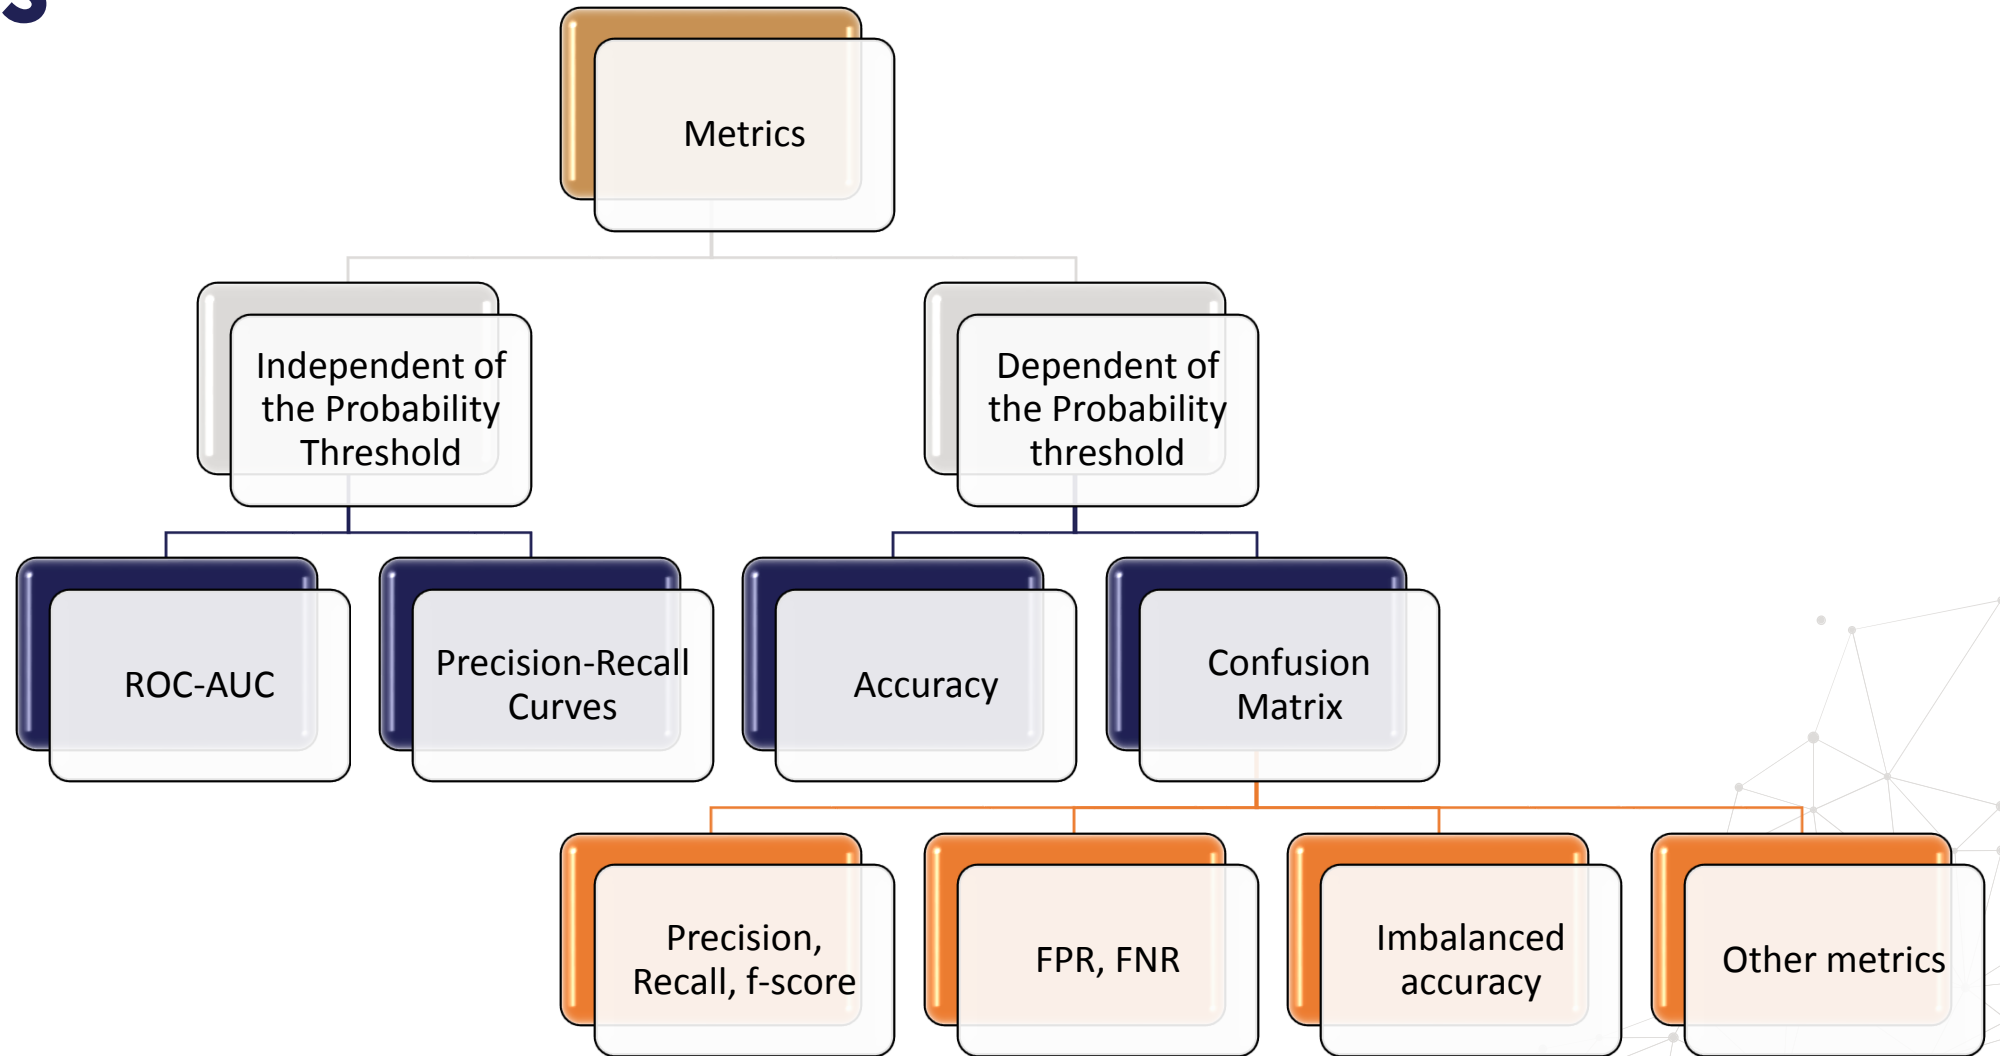 Metrics
Independent of
the Probability
Threshold
Dependent of
the Probability
threshold
ROC-AUC
Precision-Recall
Curves
Accuracy
Confusion
Matrix
Precision,
Recall, f-score
FPR, FNR
Imbalanced
accuracy
Other metrics